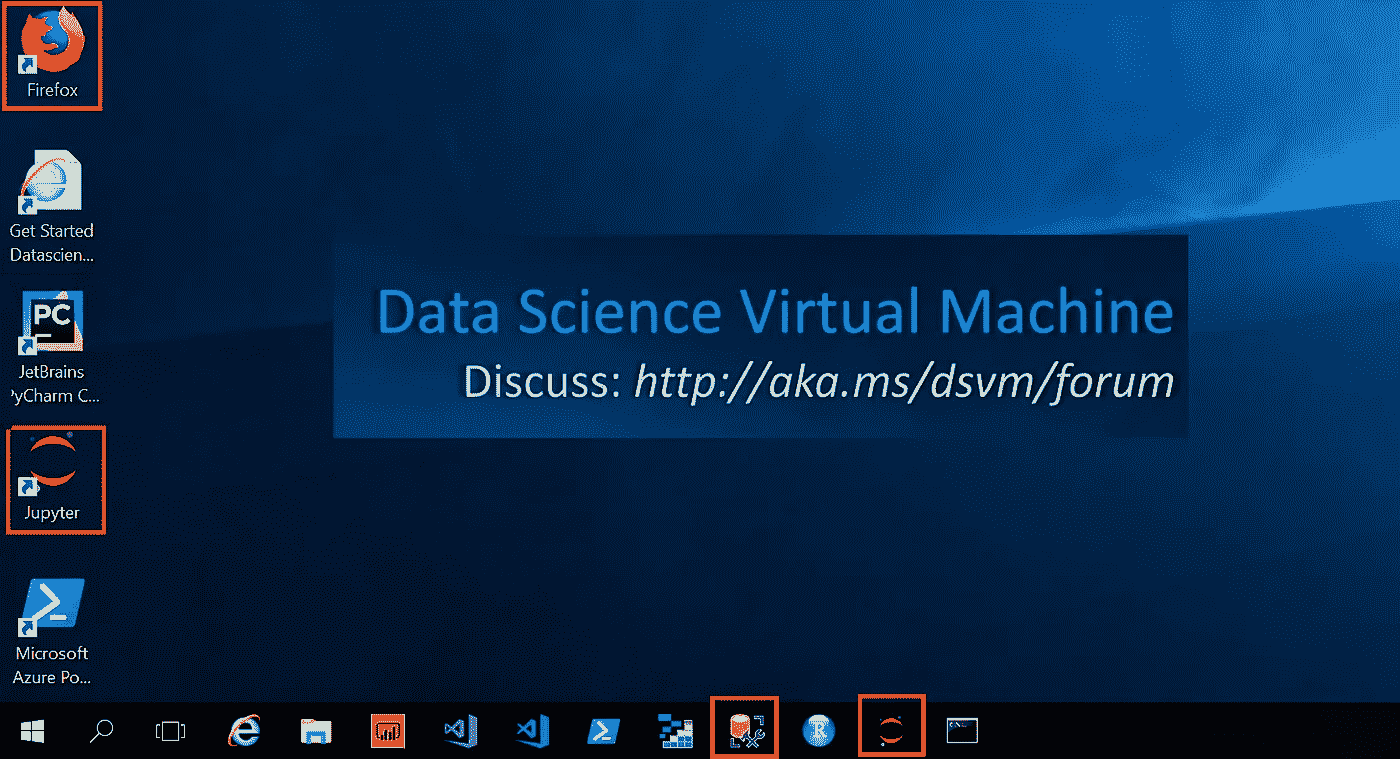 Firefox
Get Started
Datascien...
PC
JetBrains
PyCharm C...
Jupyter
Microsoft
Azure Po...
Data Science Virtual Machine
Discuss: http://aka.ms/dsvm/forum
R